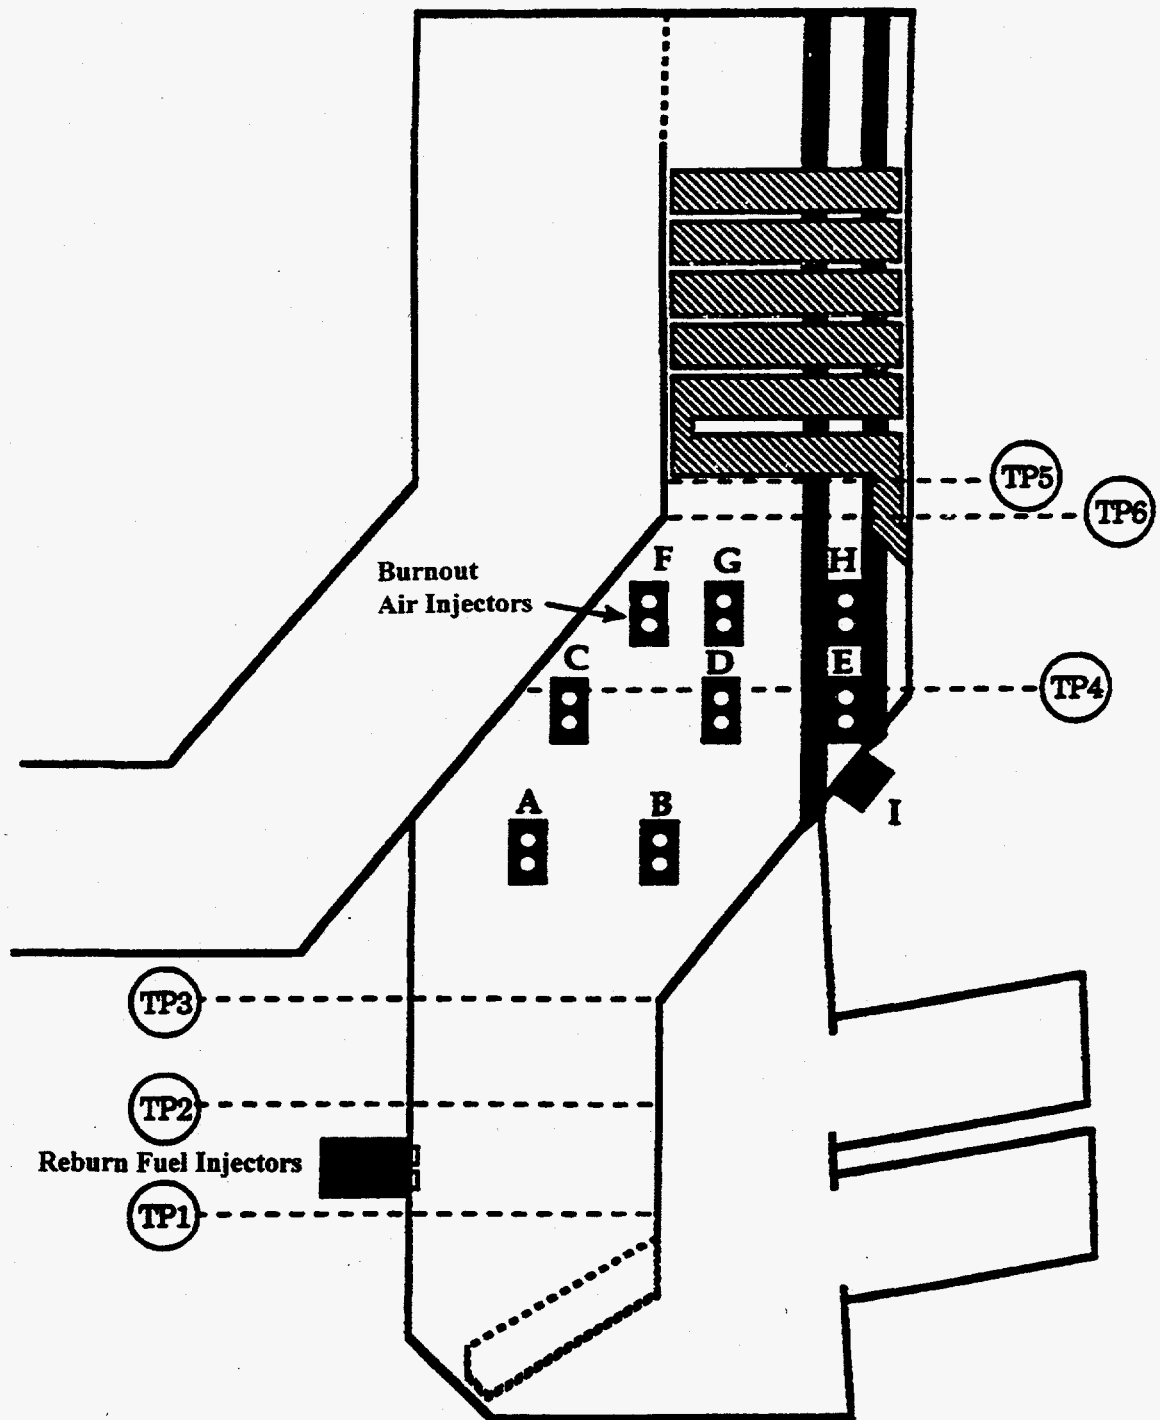 TP5
TP6
F G H
Burnout
Air Injectors
C D E
TP4
A B
I
TP3
TP2
Reburn Fuel Injectors
TP1